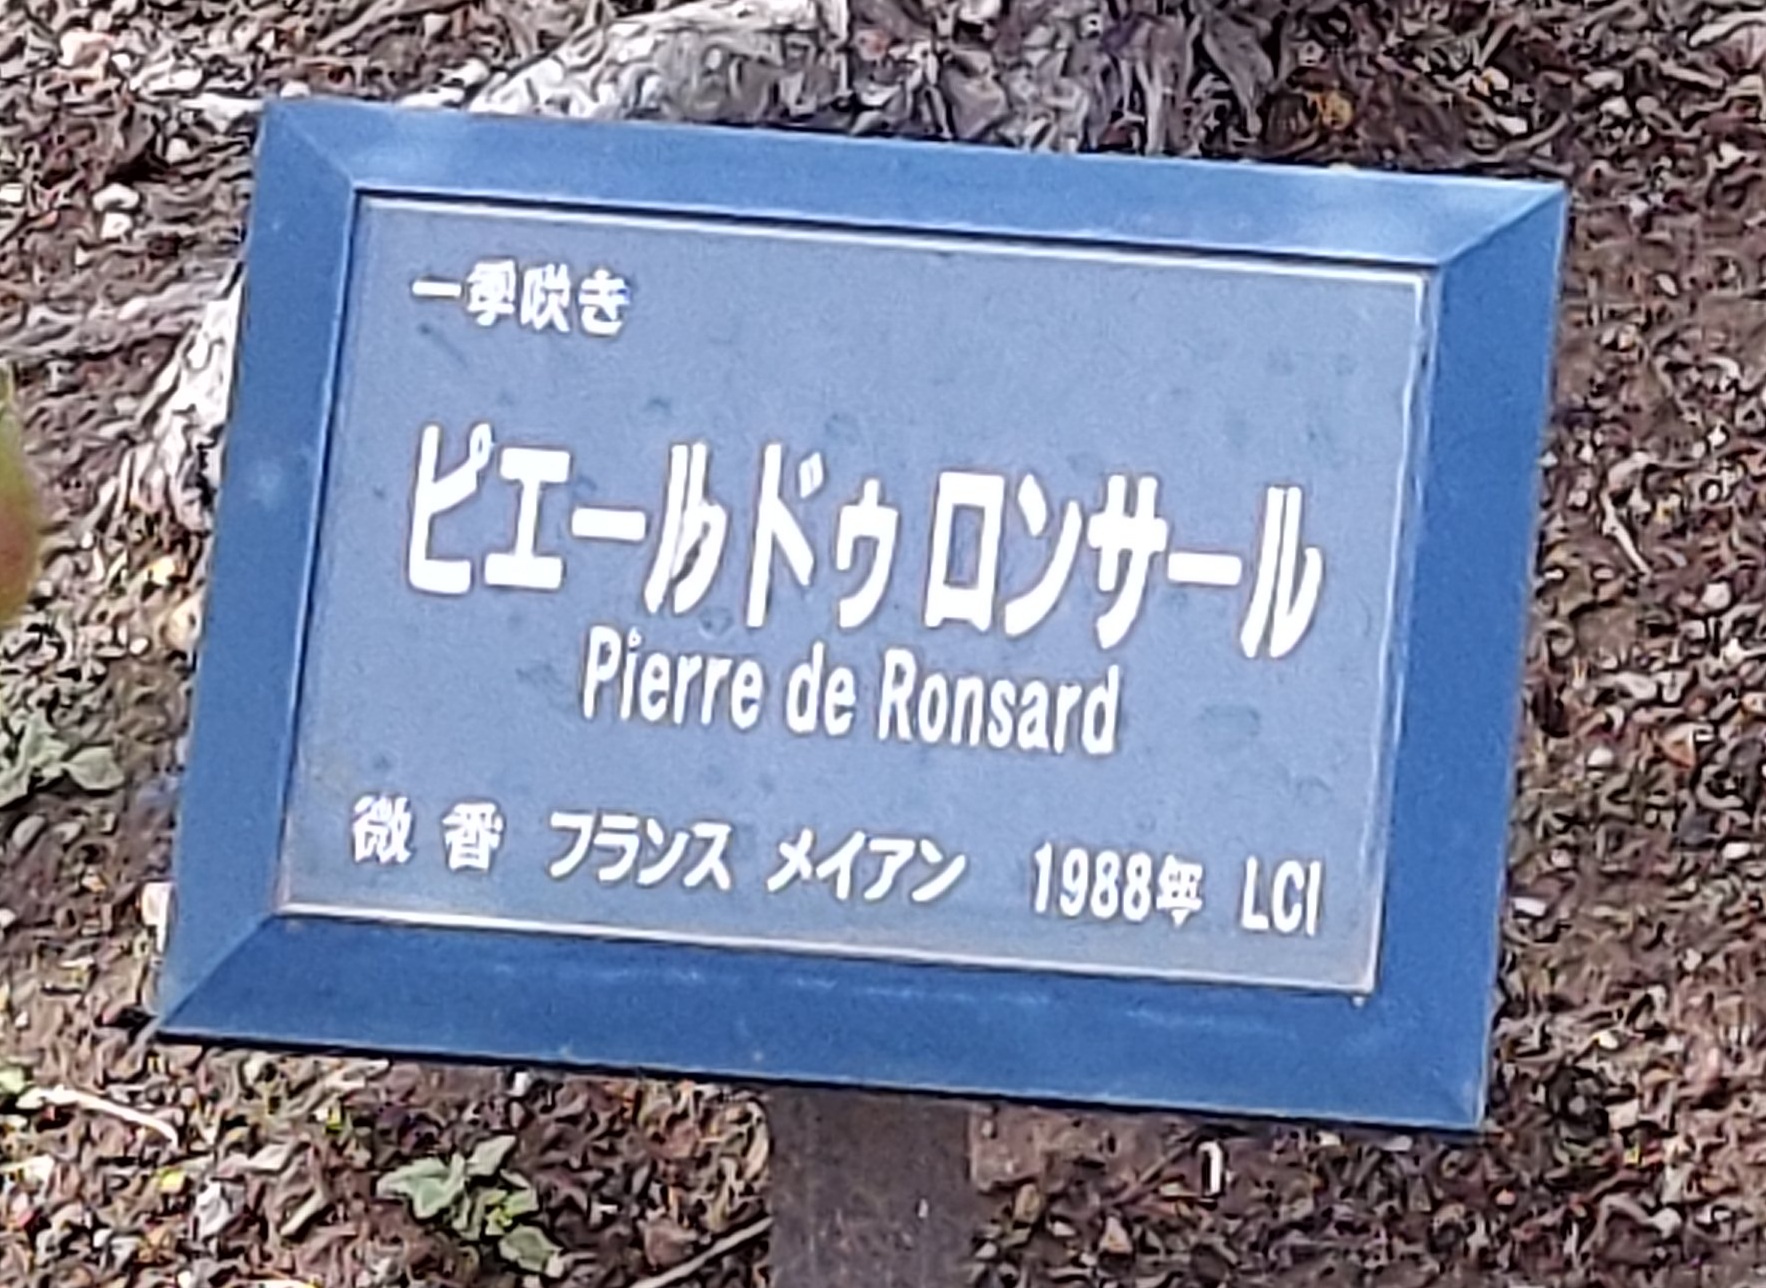 一季咲き
ピエールドゥ ロンサール
Pierre de Ronsard
微 香 フランス メイアン 1988年 LCl